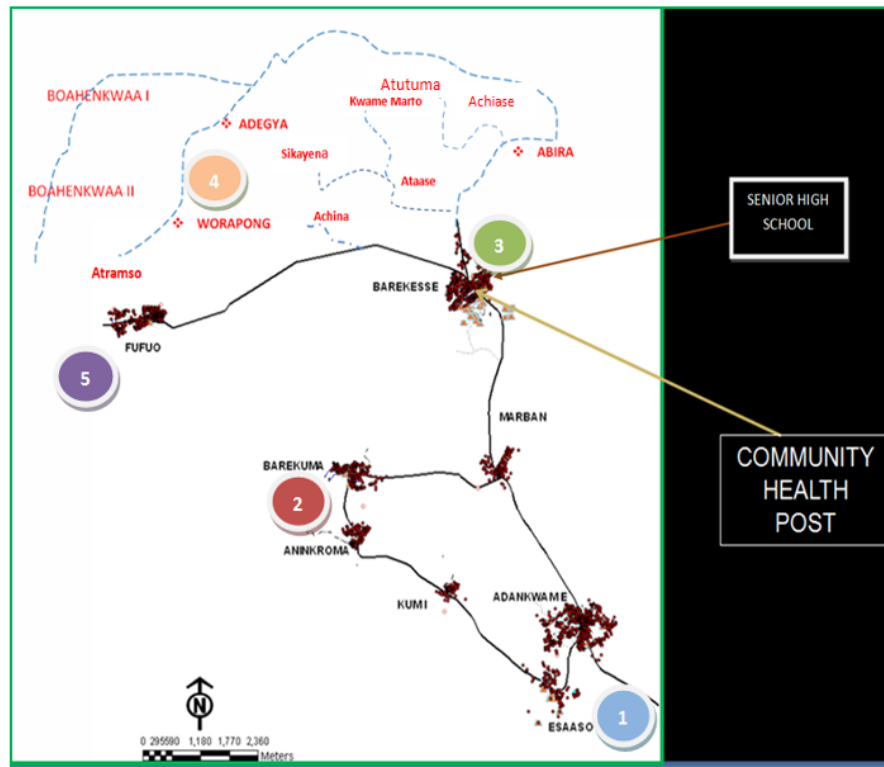 Atutuma
BOAHENKWAA I
Kwame Marto
Achiase
ADEGYA
ABIRA
Sikayena
4
Ataase
BOAHENKWAA II
SENIOR HIGH
SCHOOL
WORAPONG
Achina
3
Atramso
BAREKESSE
FUFUO
5
MARBAN
BAREKUMA
COMMUNITY
HEALTH
POST
2
ANINKROMA
KUMI
ADANKWAME
N
1
ESAASO
0 295590 1,180 1,770 2,360
Meters